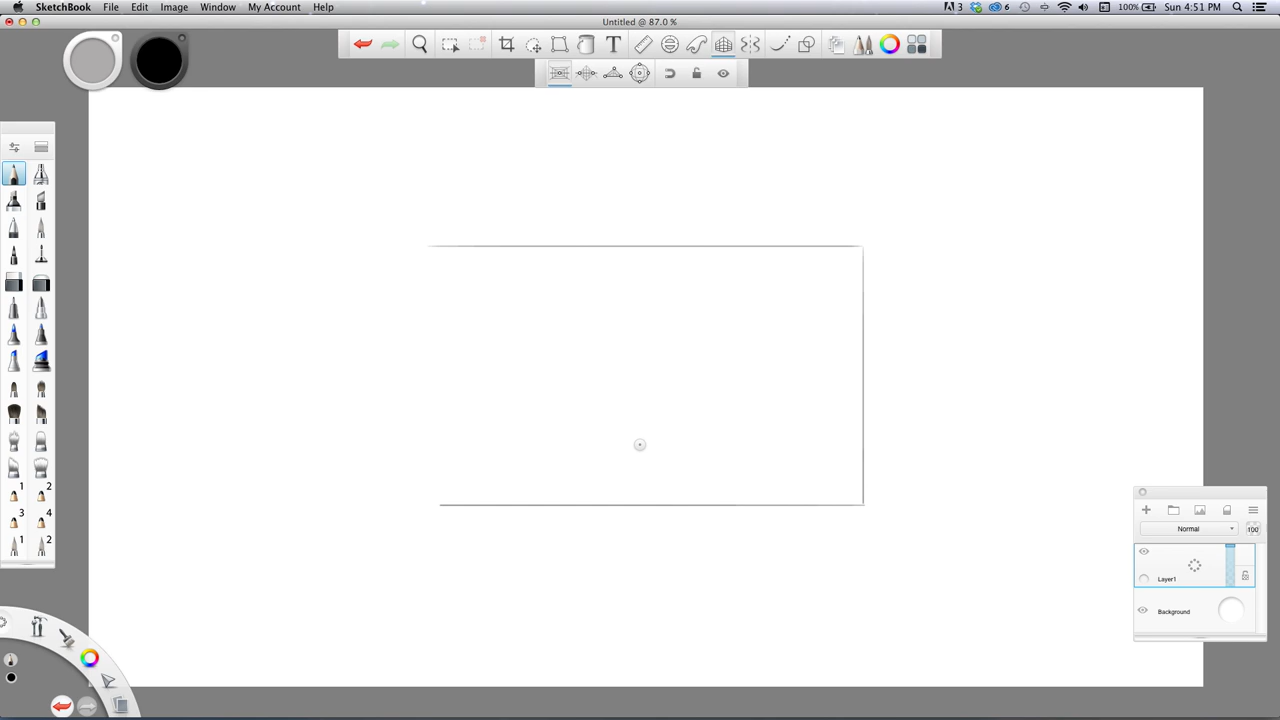 SketchBook File Edit Image Window My Account Help 3 6 100% Sun 4:51 PM
Untitled @ 87.0 %
T
1 2
3 4
1 2
Normal 100
Layer1
Background